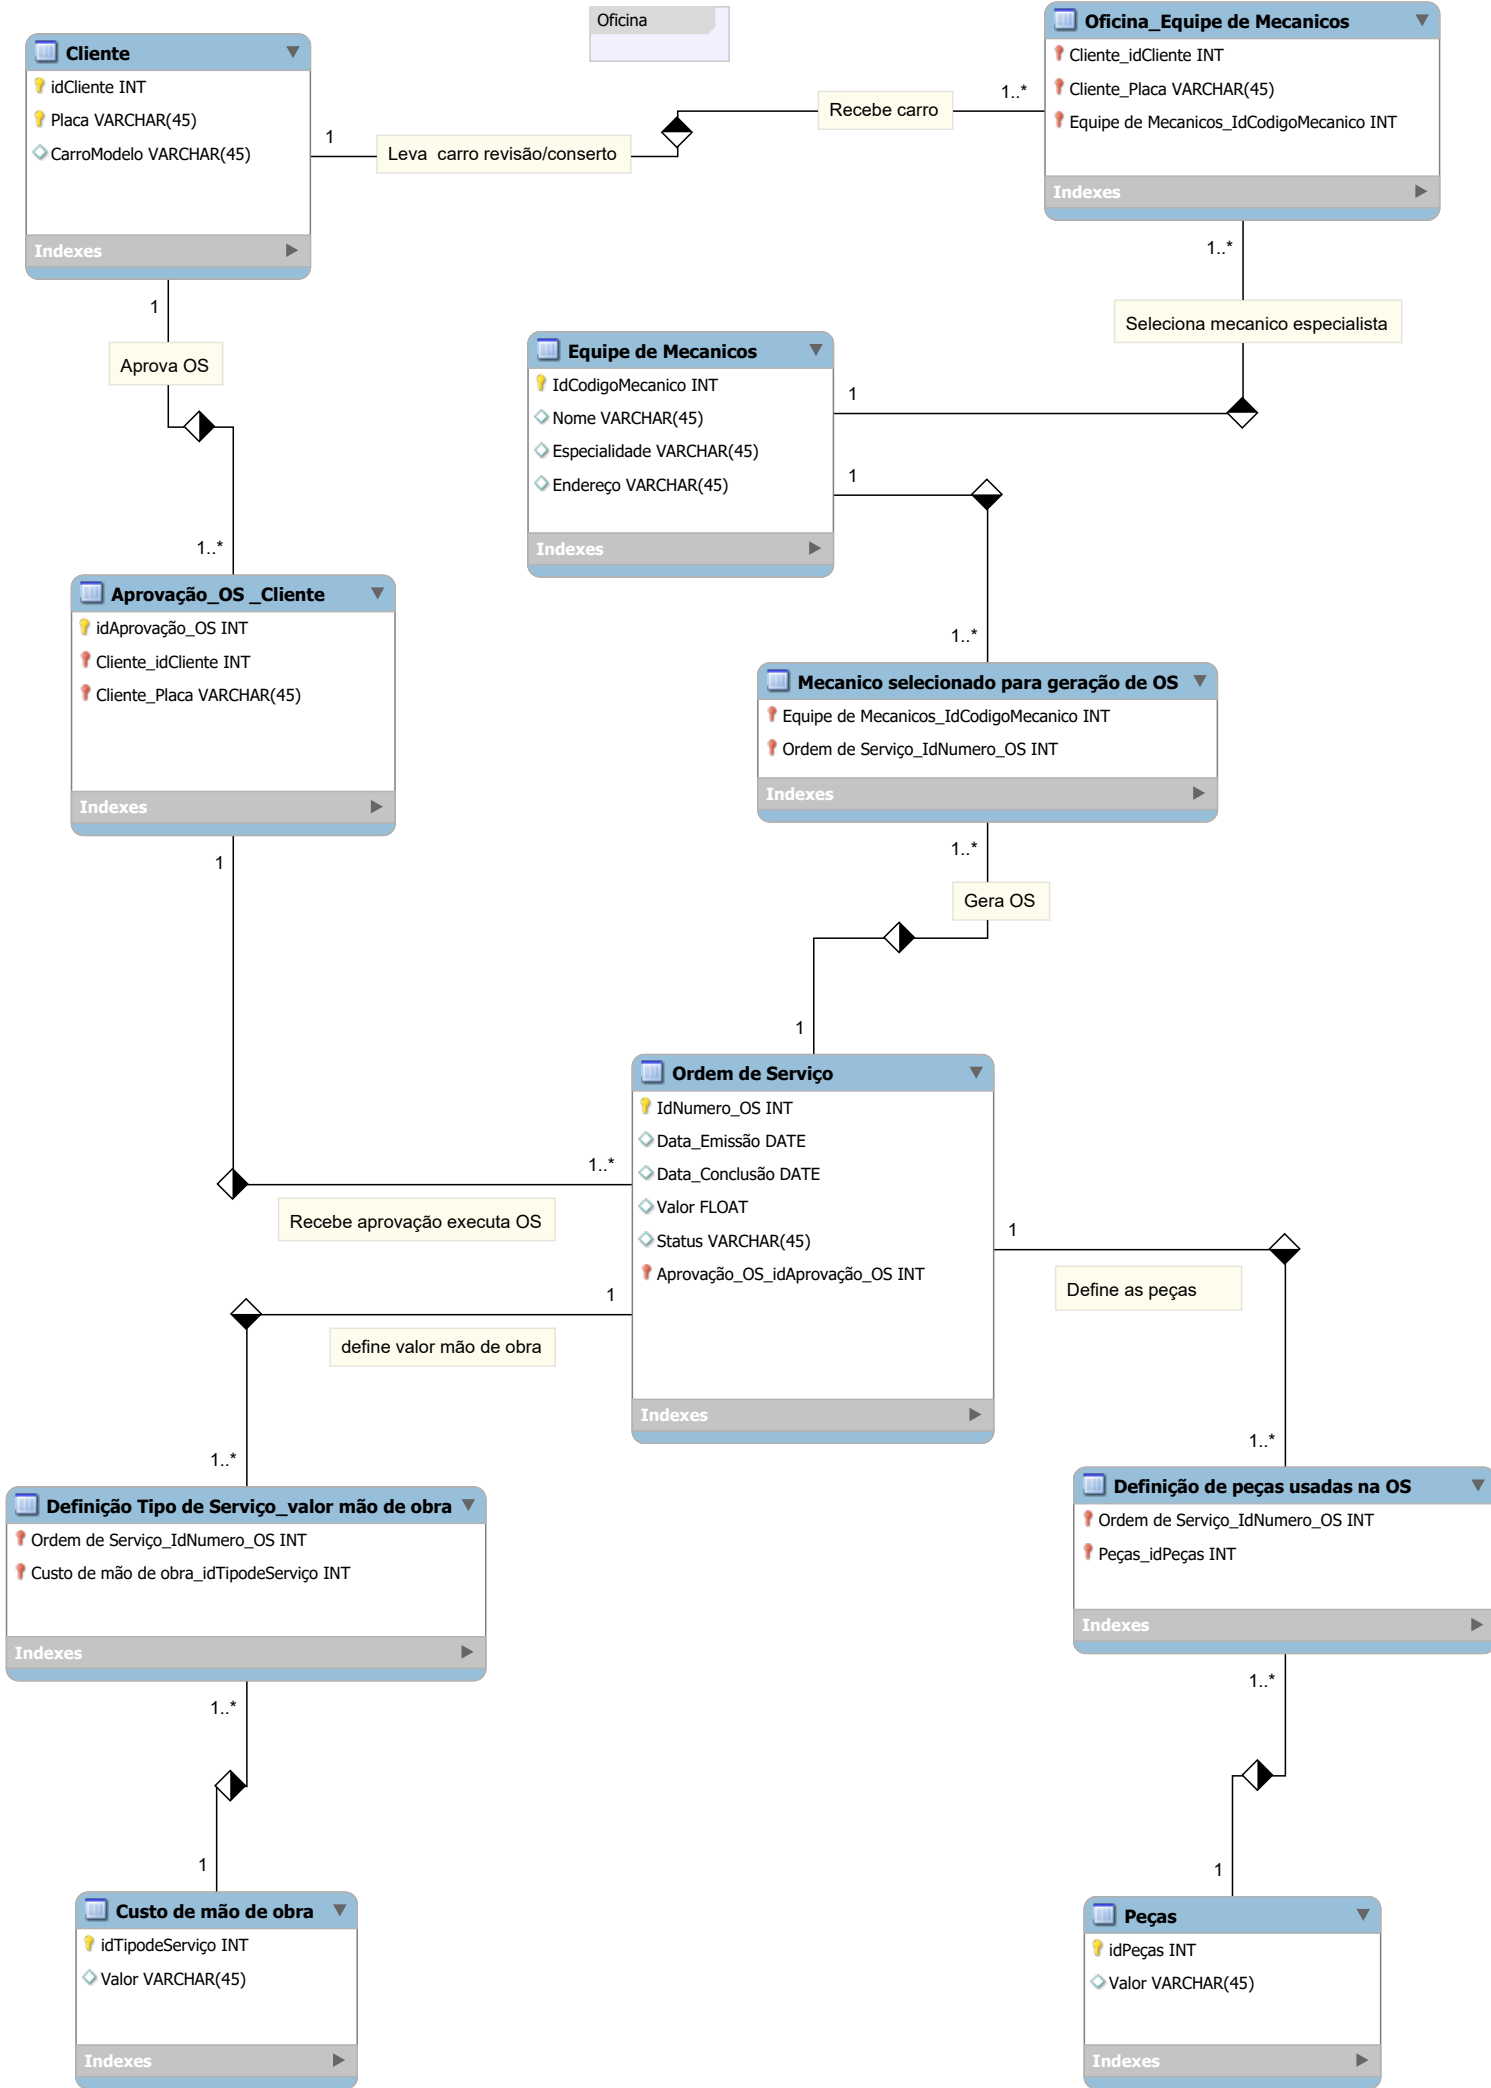 Oficina
Cliente
idCliente INT
Placa VARCHAR(45)
CarroModelo VARCHAR(45)
Indexes
1
Leva  carro revisão/conserto
Recebe carro
1..*
Oficina_Equipe de Mecanicos
Cliente_idCliente INT
Cliente_Placa VARCHAR(45)
Equipe de Mecanicos_IdCodigoMecanico INT
Indexes
1..*
Seleciona mecanico especialista
1
Aprova OS
1..*
Equipe de Mecanicos
IdCodigoMecanico INT
Nome VARCHAR(45)
Especialidade VARCHAR(45)
Endereço VARCHAR(45)
Indexes
1
1
1..*
Aprovação_OS _Cliente
idAprovação_OS INT
Cliente_idCliente INT
Cliente_Placa VARCHAR(45)
Indexes
1
Mecanico selecionado para geração de OS
Equipe de Mecanicos_IdCodigoMecanico INT
Ordem de Serviço_IdNumero_OS INT
Indexes
1..*
Gera OS
1
Ordem de Serviço
IdNumero_OS INT
Data_Emissão DATE
Data_Conclusão DATE
Valor FLOAT
Status VARCHAR(45)
Aprovação_OS_idAprovação_OS INT
Indexes
1..*
Recebe aprovação executa OS
1
define valor mão de obra
1
Define as peças
1..*
1..*
Definição Tipo de Serviço_valor mão de obra
Ordem de Serviço_IdNumero_OS INT
Custo de mão de obra_idTipodeServiço INT
Indexes
1..*
1
Definição de peças usadas na OS
Ordem de Serviço_IdNumero_OS INT
Peças_idPeças INT
Indexes
1..*
1
Custo de mão de obra
idTipodeServiço INT
Valor VARCHAR(45)
Indexes
Peças
idPeças INT
Valor VARCHAR(45)
Indexes